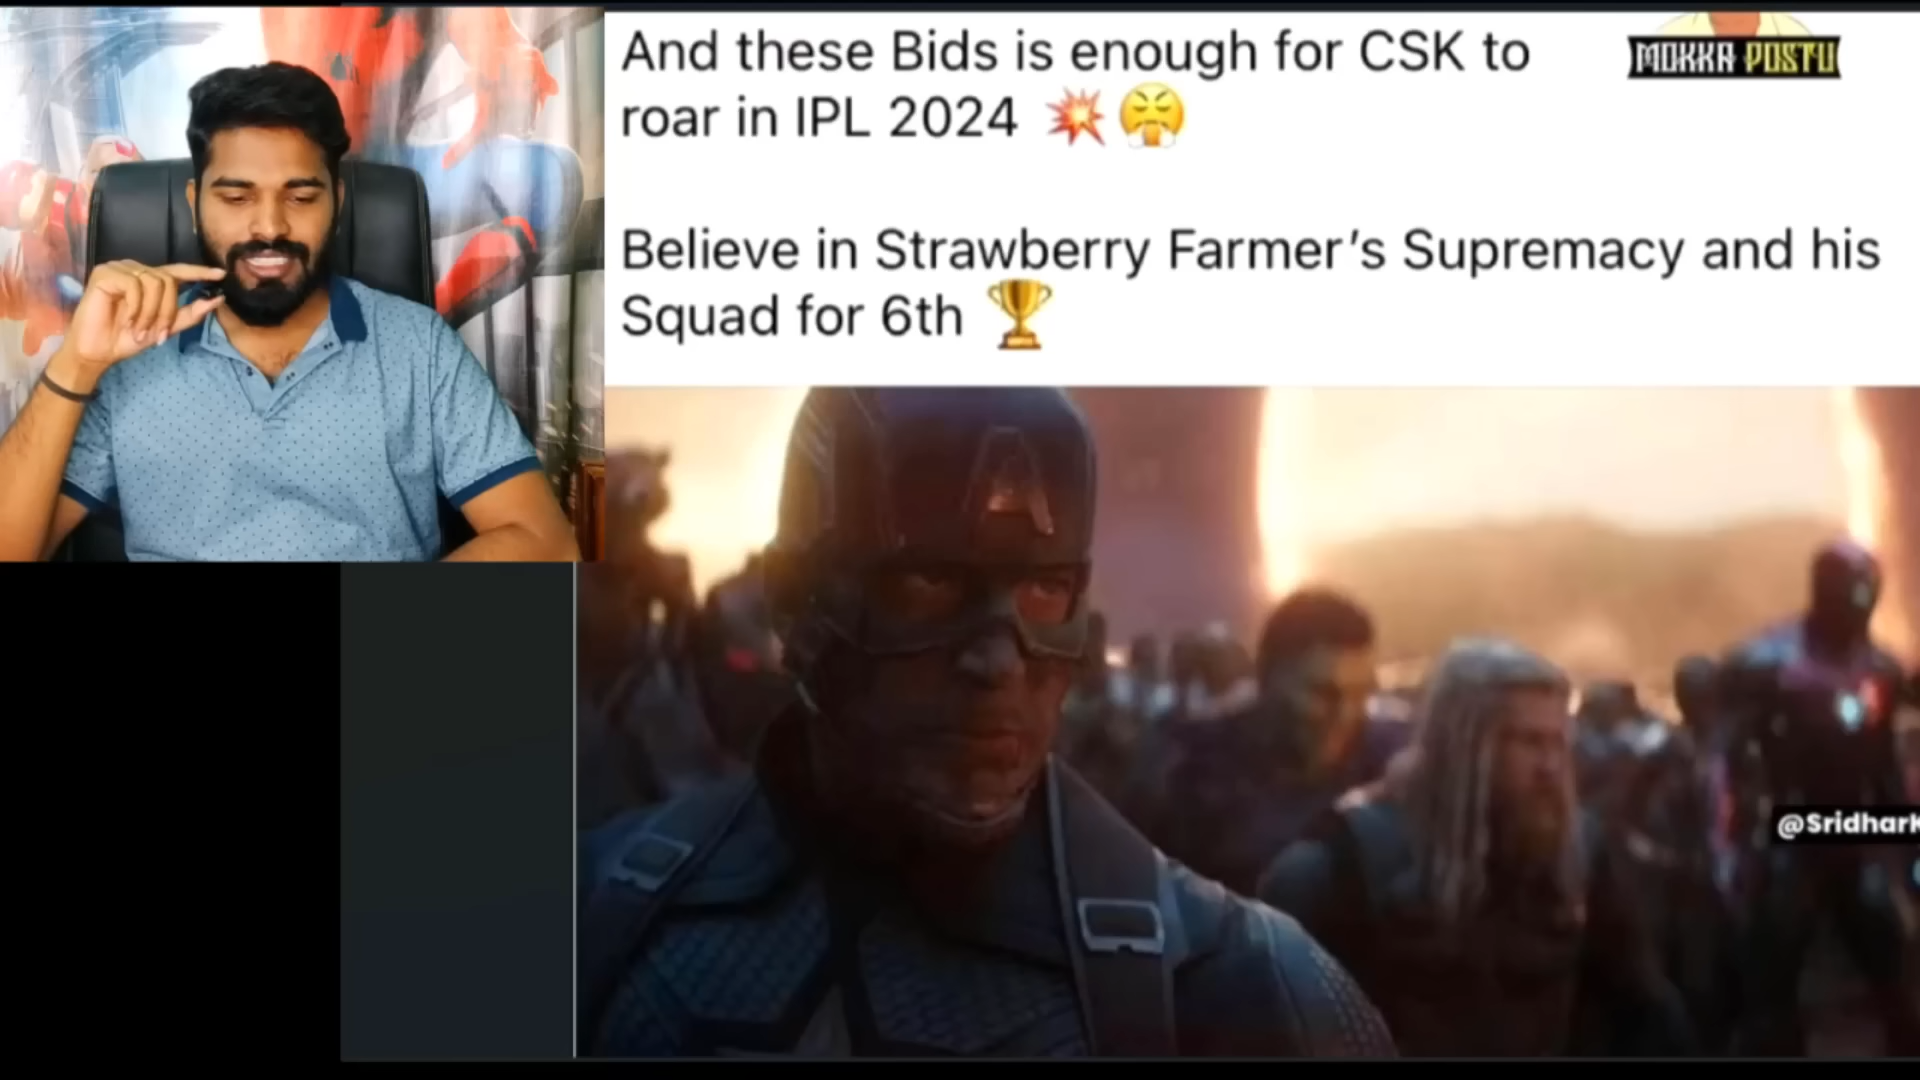 And these Bids is enough for CSK to
roar in IPL 2024 💥😤
MOKKA POSTU
Believe in Strawberry Farmer's Supremacy and his
Squad for 6th 🏆
A
@SridharK